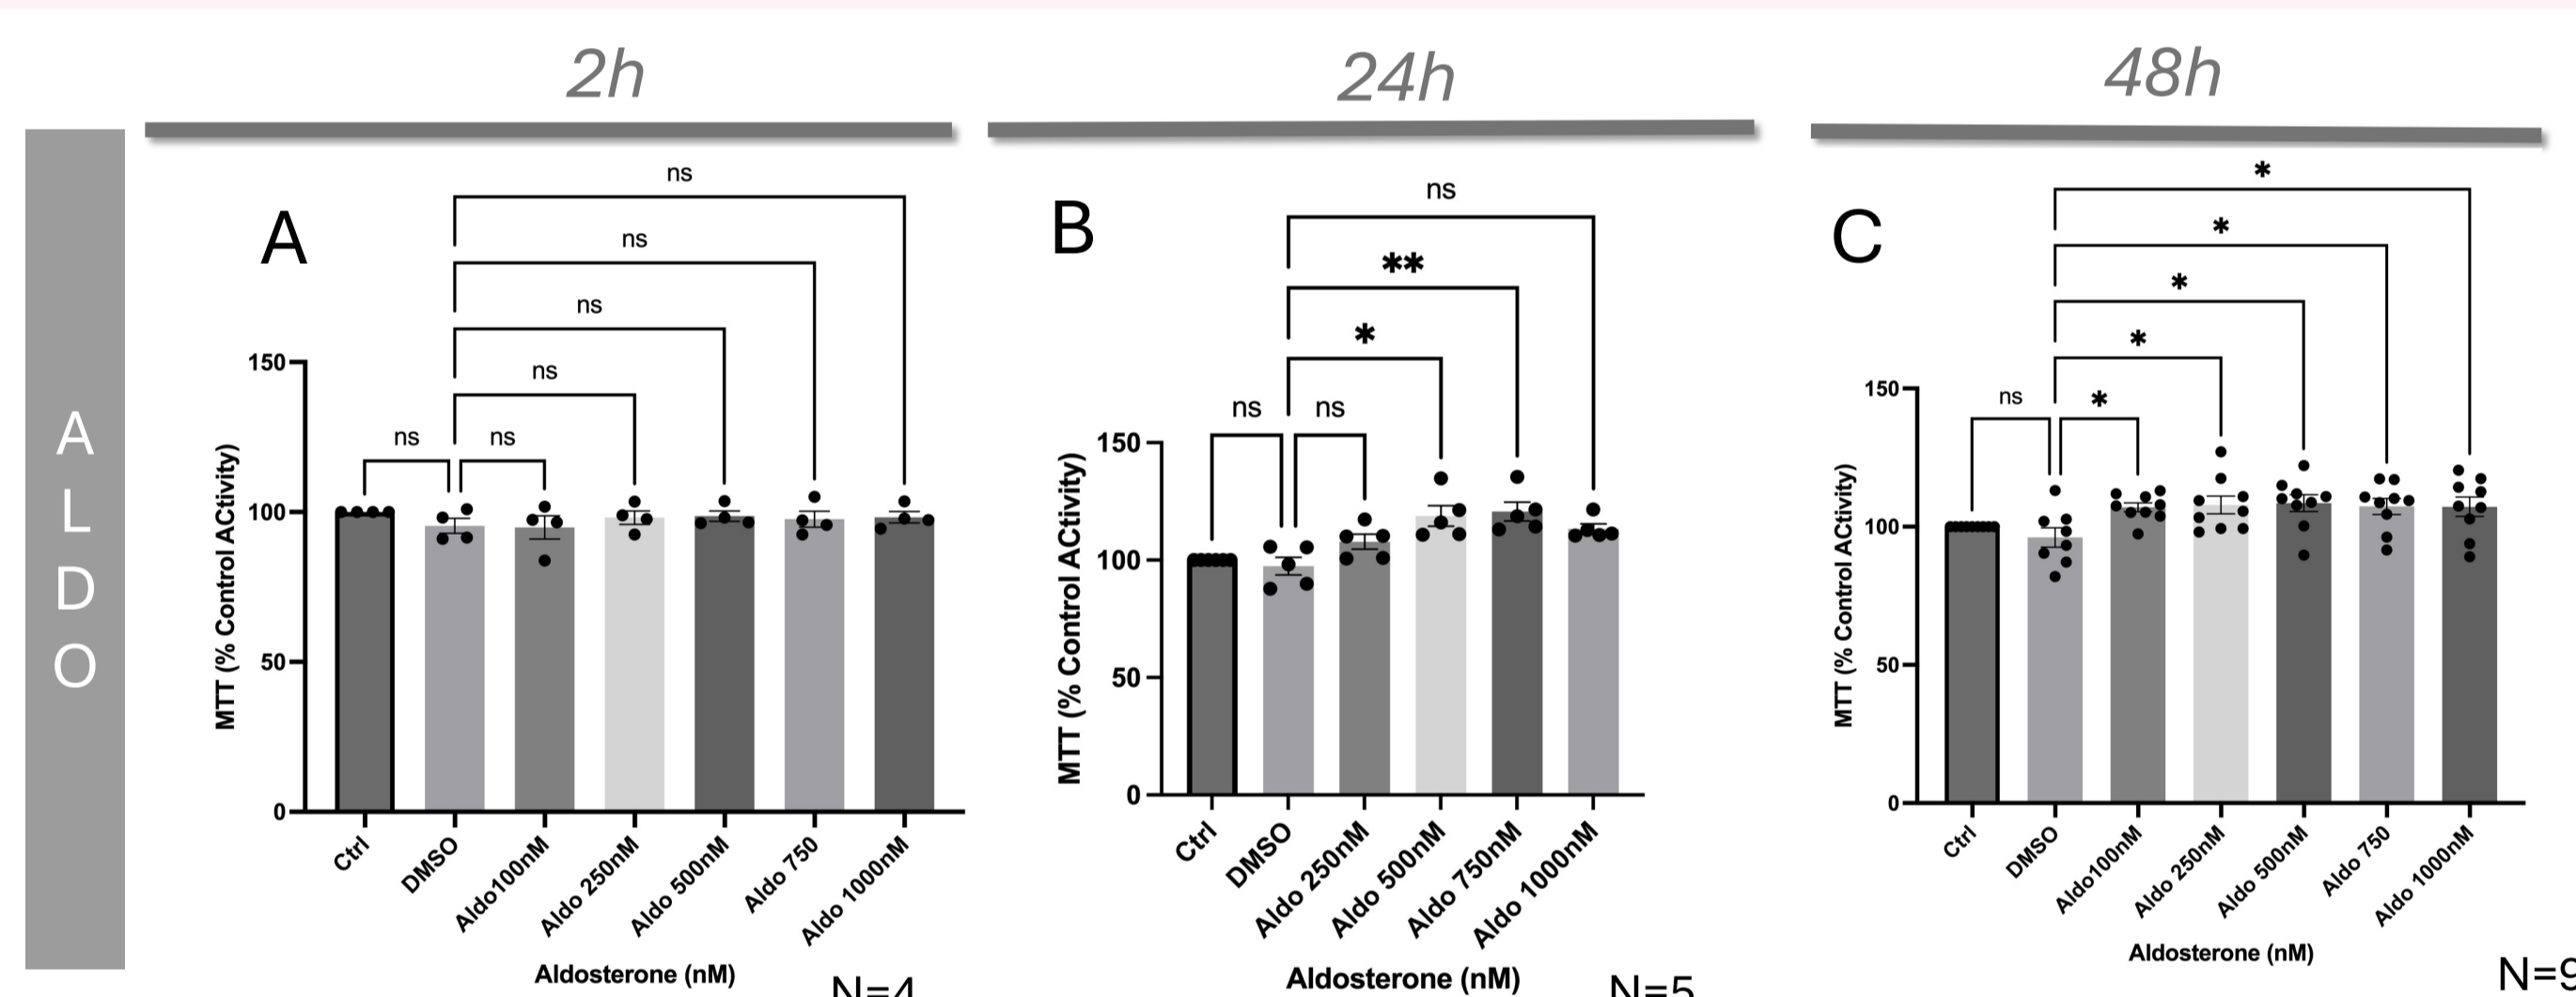 2h
24h
48h
A
L
D
O
A
ns
ns
ns
ns
ns
ns
150
100
50
0
MTT (% Control ACtivity)
Ctrl
DMSO
Aldo100nM
Aldo 250nM
Aldo 500nM
Aldo 750
Aldo 1000nM
Aldosterone (nM)
N=4
B
ns
**
*
ns
ns
150
100
50
0
MTT (% Control ACtivity)
Ctrl
DMSO
Aldo 250nM
Aldo 500nM
Aldo 750nM
Aldo 1000nM
Aldosterone (nM)
N=5
C
*
*
*
*
ns
*
150
100
50
0
MTT (% Control ACtivity)
Ctrl
DMSO
Aldo100nM
Aldo 250nM
Aldo 500nM
Aldo 750
Aldo 1000nM
Aldosterone (nM)
N=9